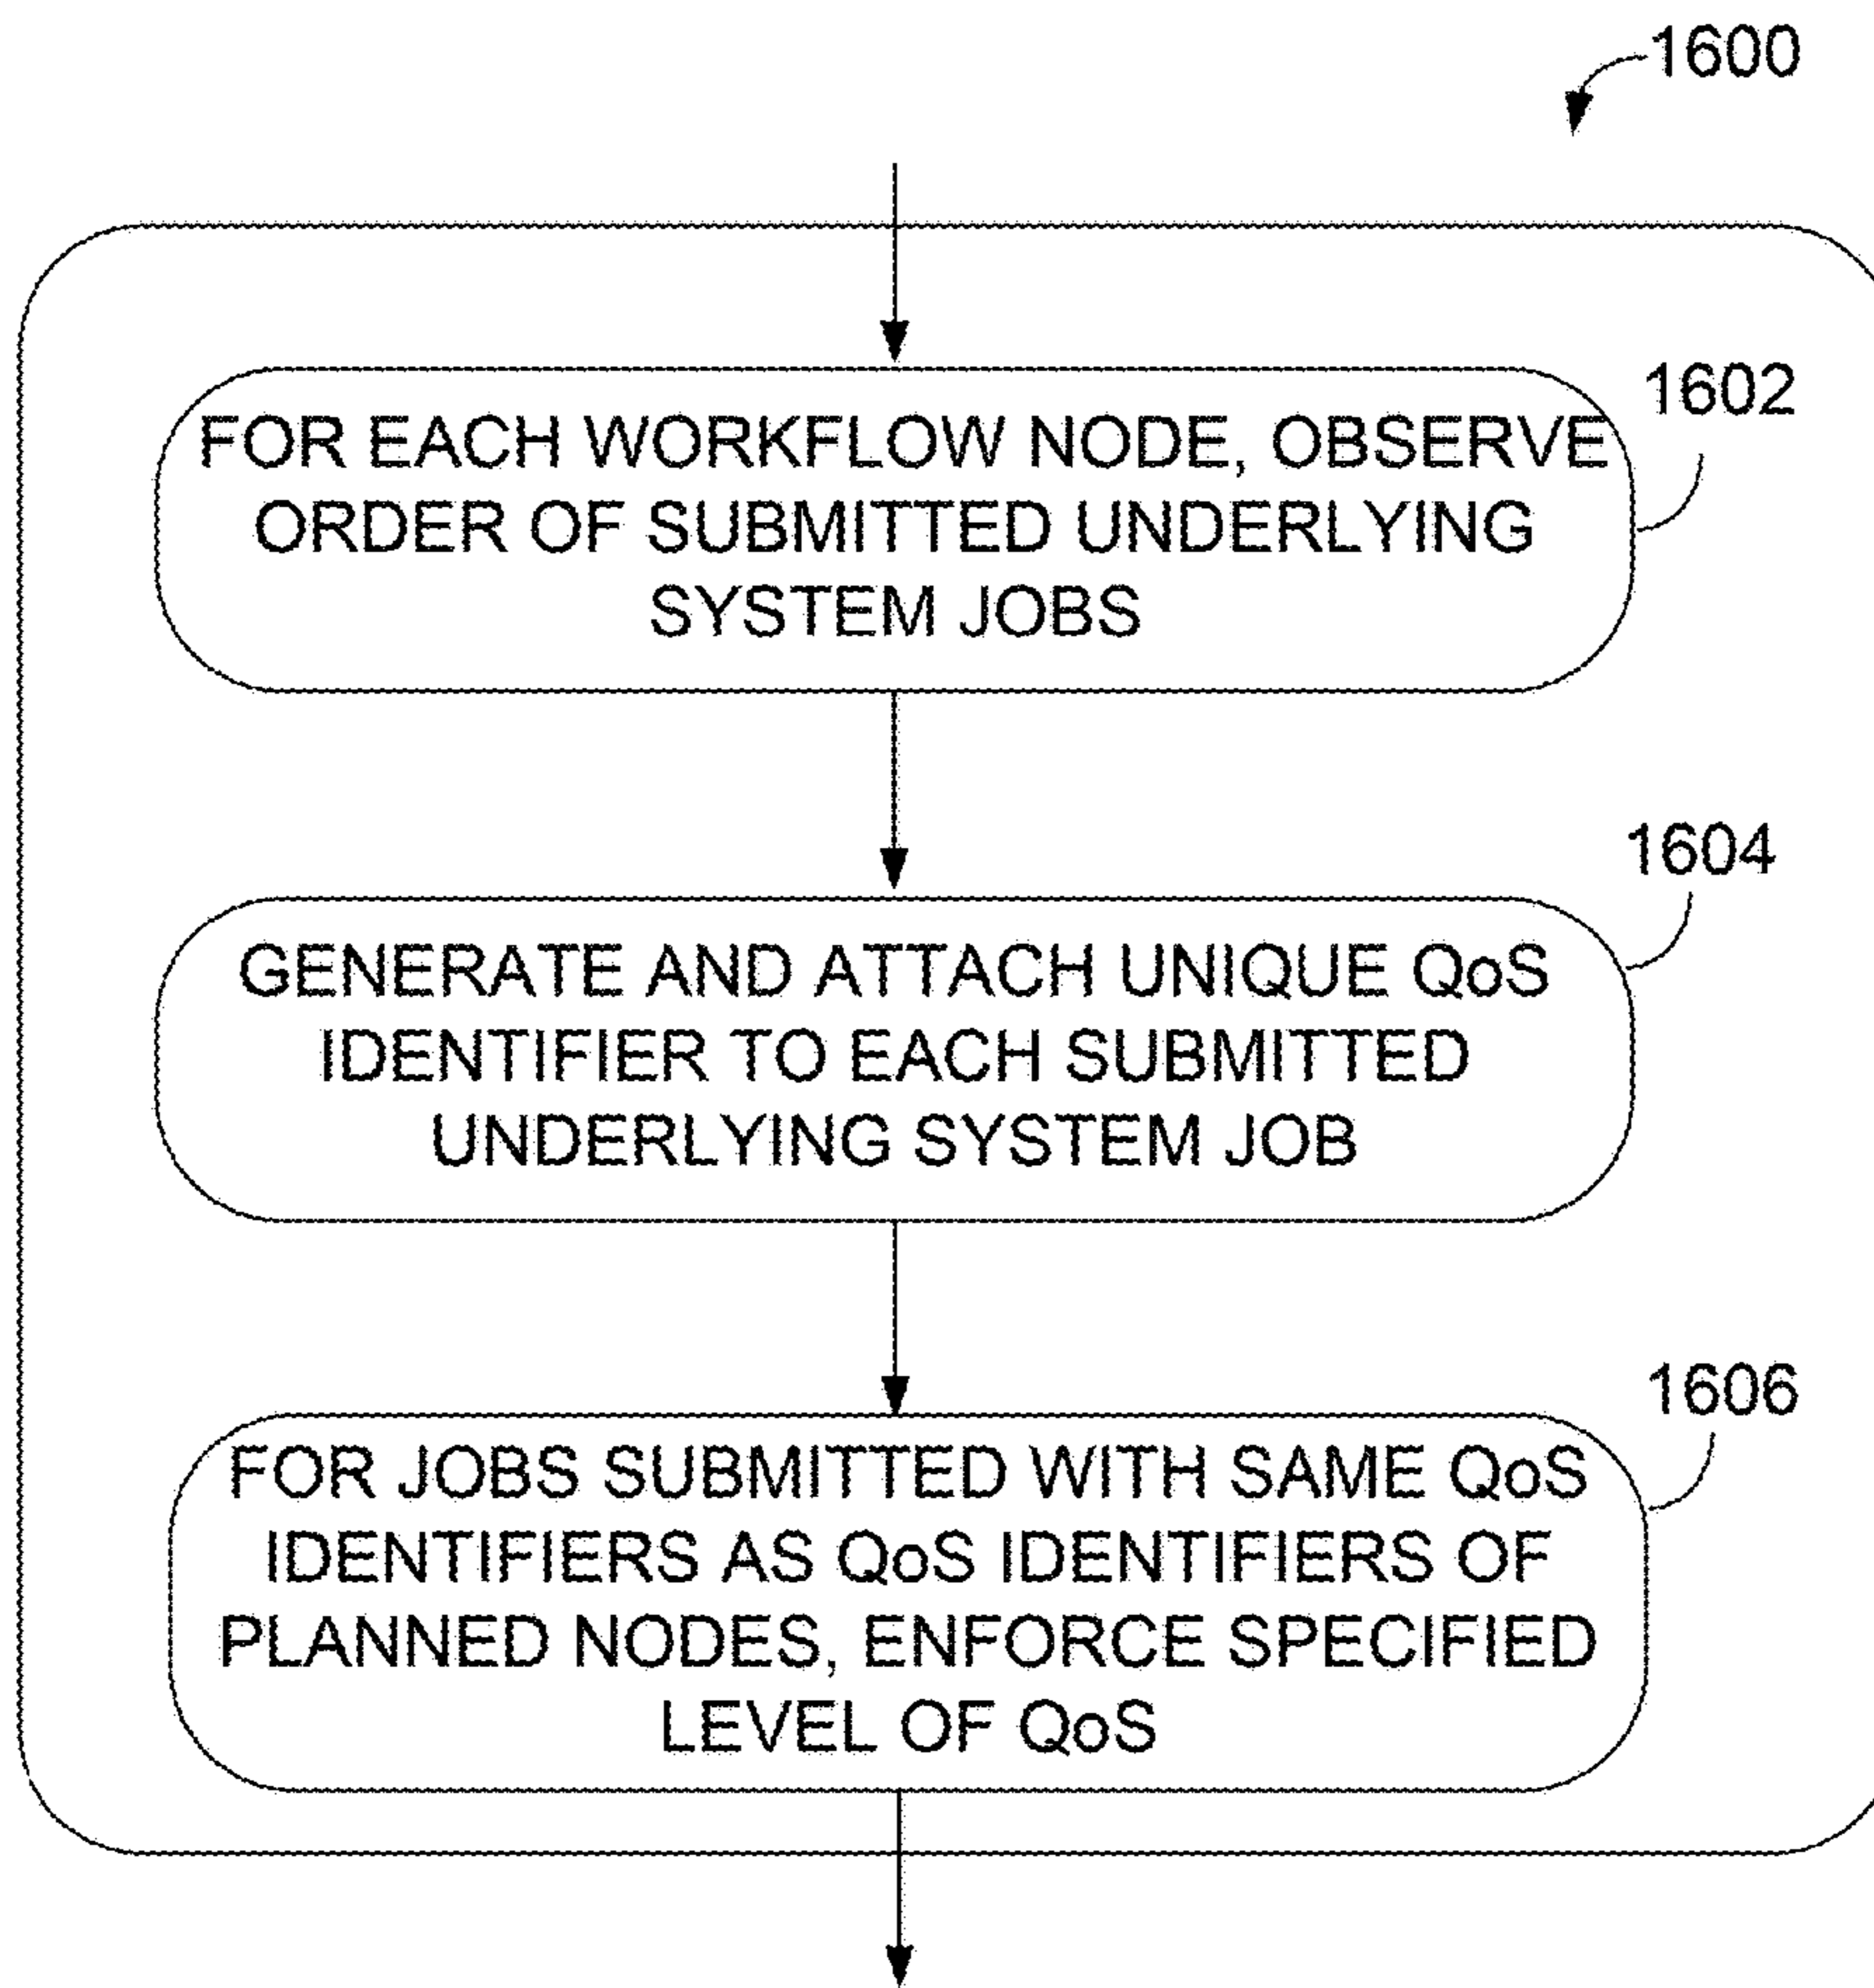 1600
1602
FOR EACH WORKFLOW NODE, OBSERVE
ORDER OF SUBMITTED UNDERLYING
SYSTEM JOBS
1604
GENERATE AND ATTACH UNIQUE QoS
IDENTIFIER TO EACH SUBMITTED
UNDERLYING SYSTEM JOB
1606
FOR JOBS SUBMITTED WITH SAME QoS
IDENTIFIERS AS QoS IDENTIFIERS OF
PLANNED NODES, ENFORCE SPECIFIED
LEVEL OF QoS